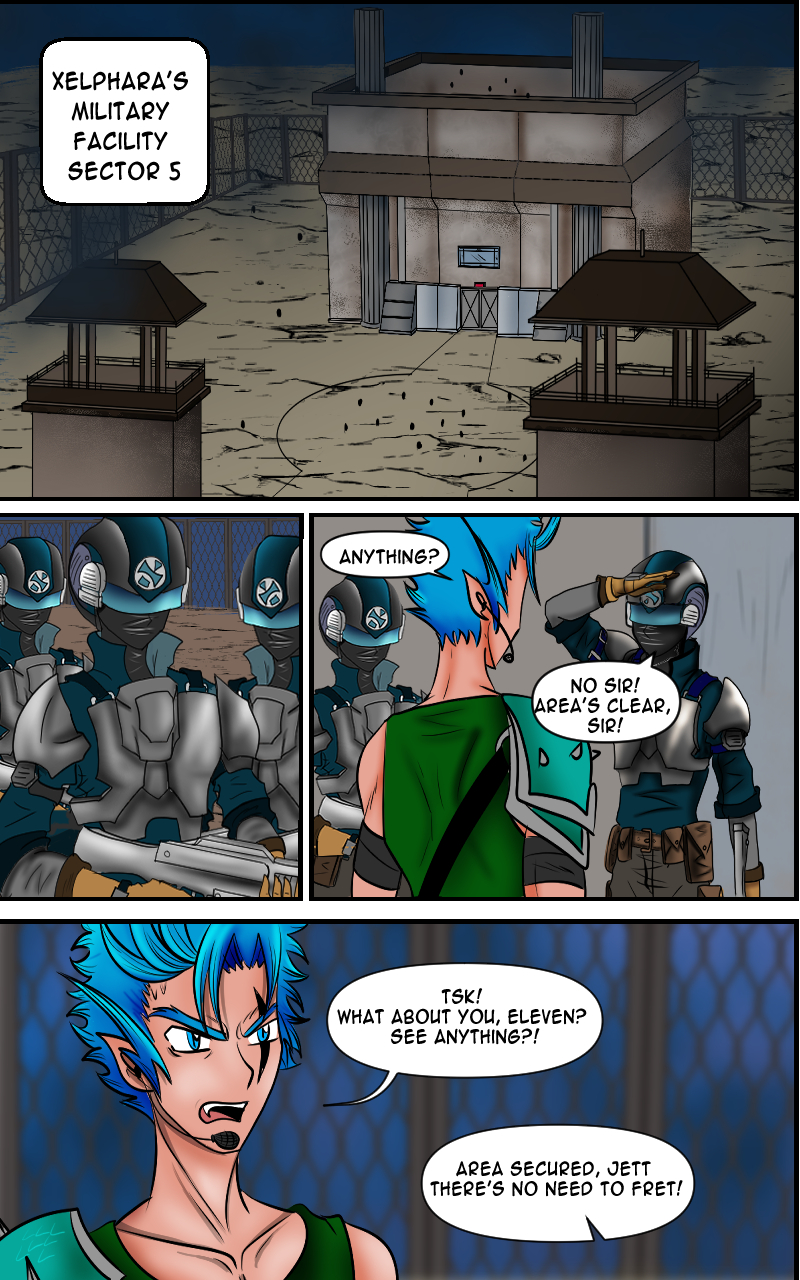 XELPHARA'S
MILITARY
FACILITY
SECTOR 5
ANYTHING?
NO SIR!
AREA'S CLEAR,
SIR!
TSK!
WHAT ABOUT YOU, ELEVEN?
SEE ANYTHING?!
AREA SECURED, JETT
THERE'S NO NEED TO FRET!